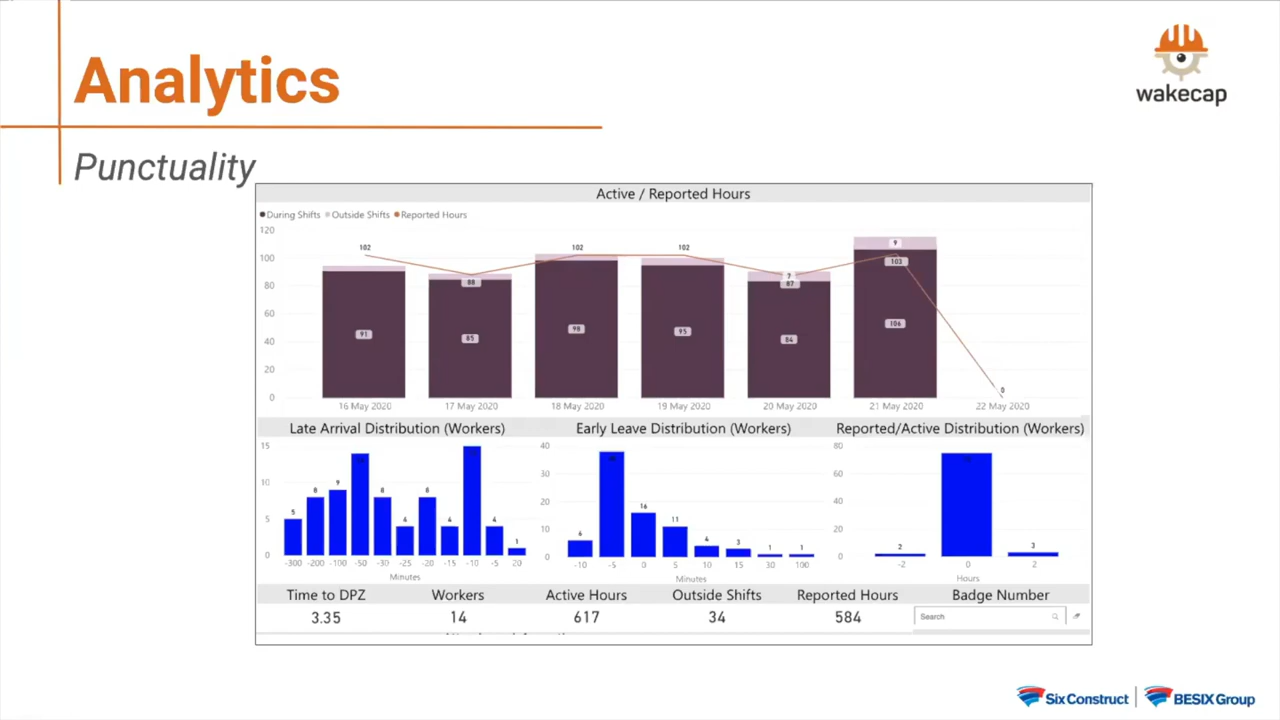 Analytics
wakecap
Punctuality
Active / Reported Hours
During Shifts Outside Shifts Reported Hours
120
100
80
60
40
20
0
102 102 102 9
103
88 7
87
91 85 98 95 84 106
0
16 May 2020 17 May 2020 18 May 2020 19 May 2020 20 May 2020 21 May 2020 22 May 2020
Late Arrival Distribution (Workers)
15
10
5
0
5 8 9 8 4 8 4 4 1
-300 -200 -100 -50 -30 -25 -20 -15 -10 -5 20
Minutes
Early Leave Distribution (Workers)
40
30
20
10
0
6 16 11 4 3 1 1
-10 -5 0 5 10 15 30 100
Minutes
Reported/Active Distribution (Workers)
80
60
40
20
0
2 3
-2 0 2
Hours
Time to DPZ Workers Active Hours Outside Shifts Reported Hours Badge Number
3.35 14 617 34 584 Search
Six Construct BESIX Group